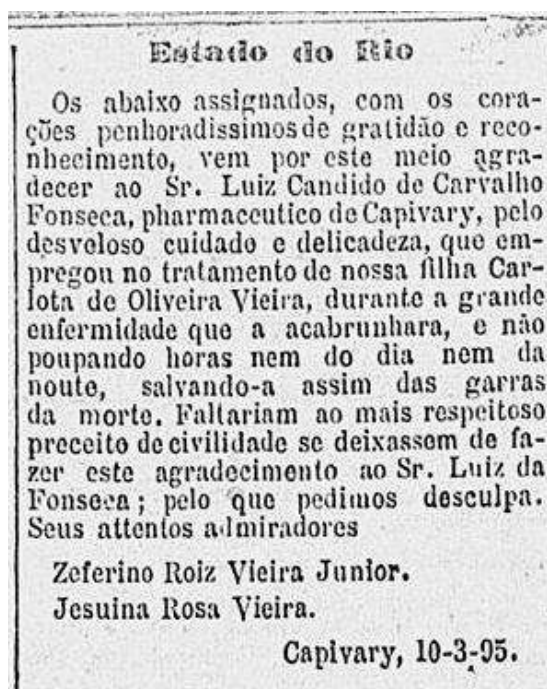 Estado do Rio
Os abaixo assignados, com os cora-
ções penhoradissimos de gratidão e reco-
nhecimento, vem por este meio agra-
decer ao Sr. Luiz Candido de Carvalho
Fonseca, pharmaceutico de Capivary, pelo
desveloso cuidado e delicadeza, que em-
pregou no tratamento de nossa filha Car-
lota de Oliveira Vieira, durante a grande
enfermidade que a acabrunhara, e não
poupando horas nem do dia nem da
noute, salvando-a assim das garras
da morte. Faltariam ao mais respeitoso
preceito de civilidade se deixassem de fa-
zer este agradecimento ao Sr. Luiz da
Fonseca; pelo que pedimos desculpa.
Seus attentos admiradores
Zeferino Roiz Vieira Junior.
Jesuina Rosa Vieira.
Capivary, 10-3-95.